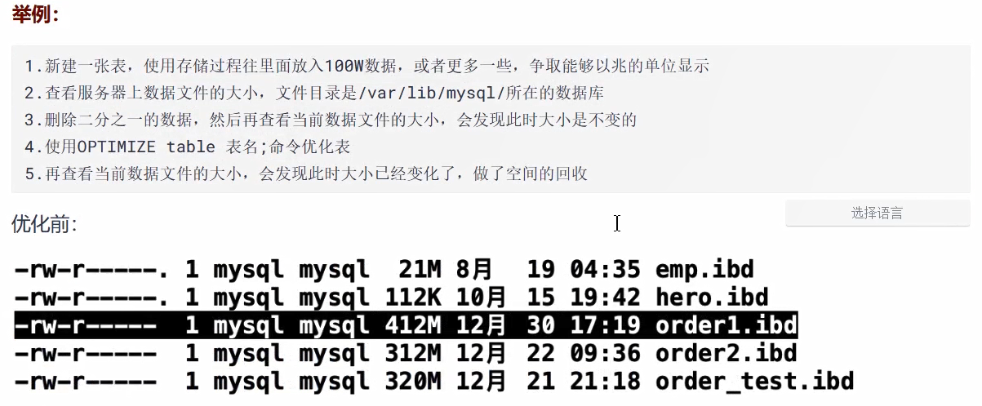 举例：
1.新建一张表，使用存储过程往里面放入100W数据，或者更多一些，争取能够以兆的单位显示
2.查看服务器上数据文件的大小，文件目录是/var/lib/mysql/所在的数据库
3.删除二分之一的数据，然后再查看当前数据文件的大小，会发现此时大小是不变的
4.使用OPTIMIZE table 表名;命令优化表
5.再查看当前数据文件的大小，会发现此时大小已经变化了，做了空间的回收
选择语言
优化前：
-rw-r-----. 1 mysql mysql  21M 8月  19 04:35 emp.ibd
-rw-r-----. 1 mysql mysql 112K 10月 15 19:42 hero.ibd
-rw-r-----  1 mysql mysql 412M 12月 30 17:19 order1.ibd
-rw-r-----  1 mysql mysql 312M 12月 22 09:36 order2.ibd
-rw-r-----  1 mysql mysql 320M 12月 21 21:18 order_test.ibd